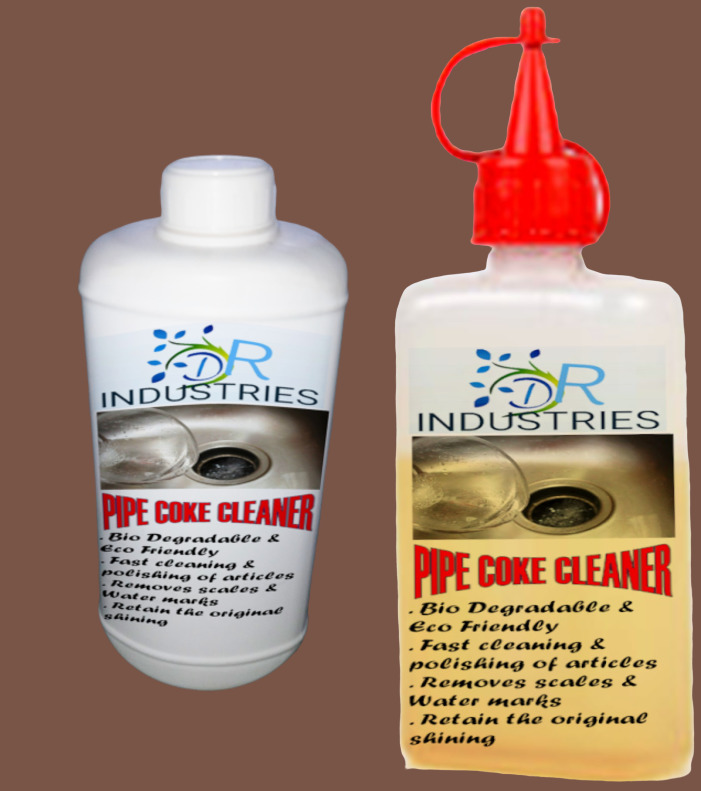 DR
INDUSTRIES
PIPE COKE CLEANER
. Bio Degradable &
Eco Friendly
. Fast cleaning &
polishing of articles
. Removes scales &
Water marks
. Retain the original
shining
DR
INDUSTRIES
PIPE COKE CLEANER
. Bio Degradable &
Eco Friendly
. Fast cleaning &
polishing of articles
. Removes scales &
Water marks
. Retain the original
shining